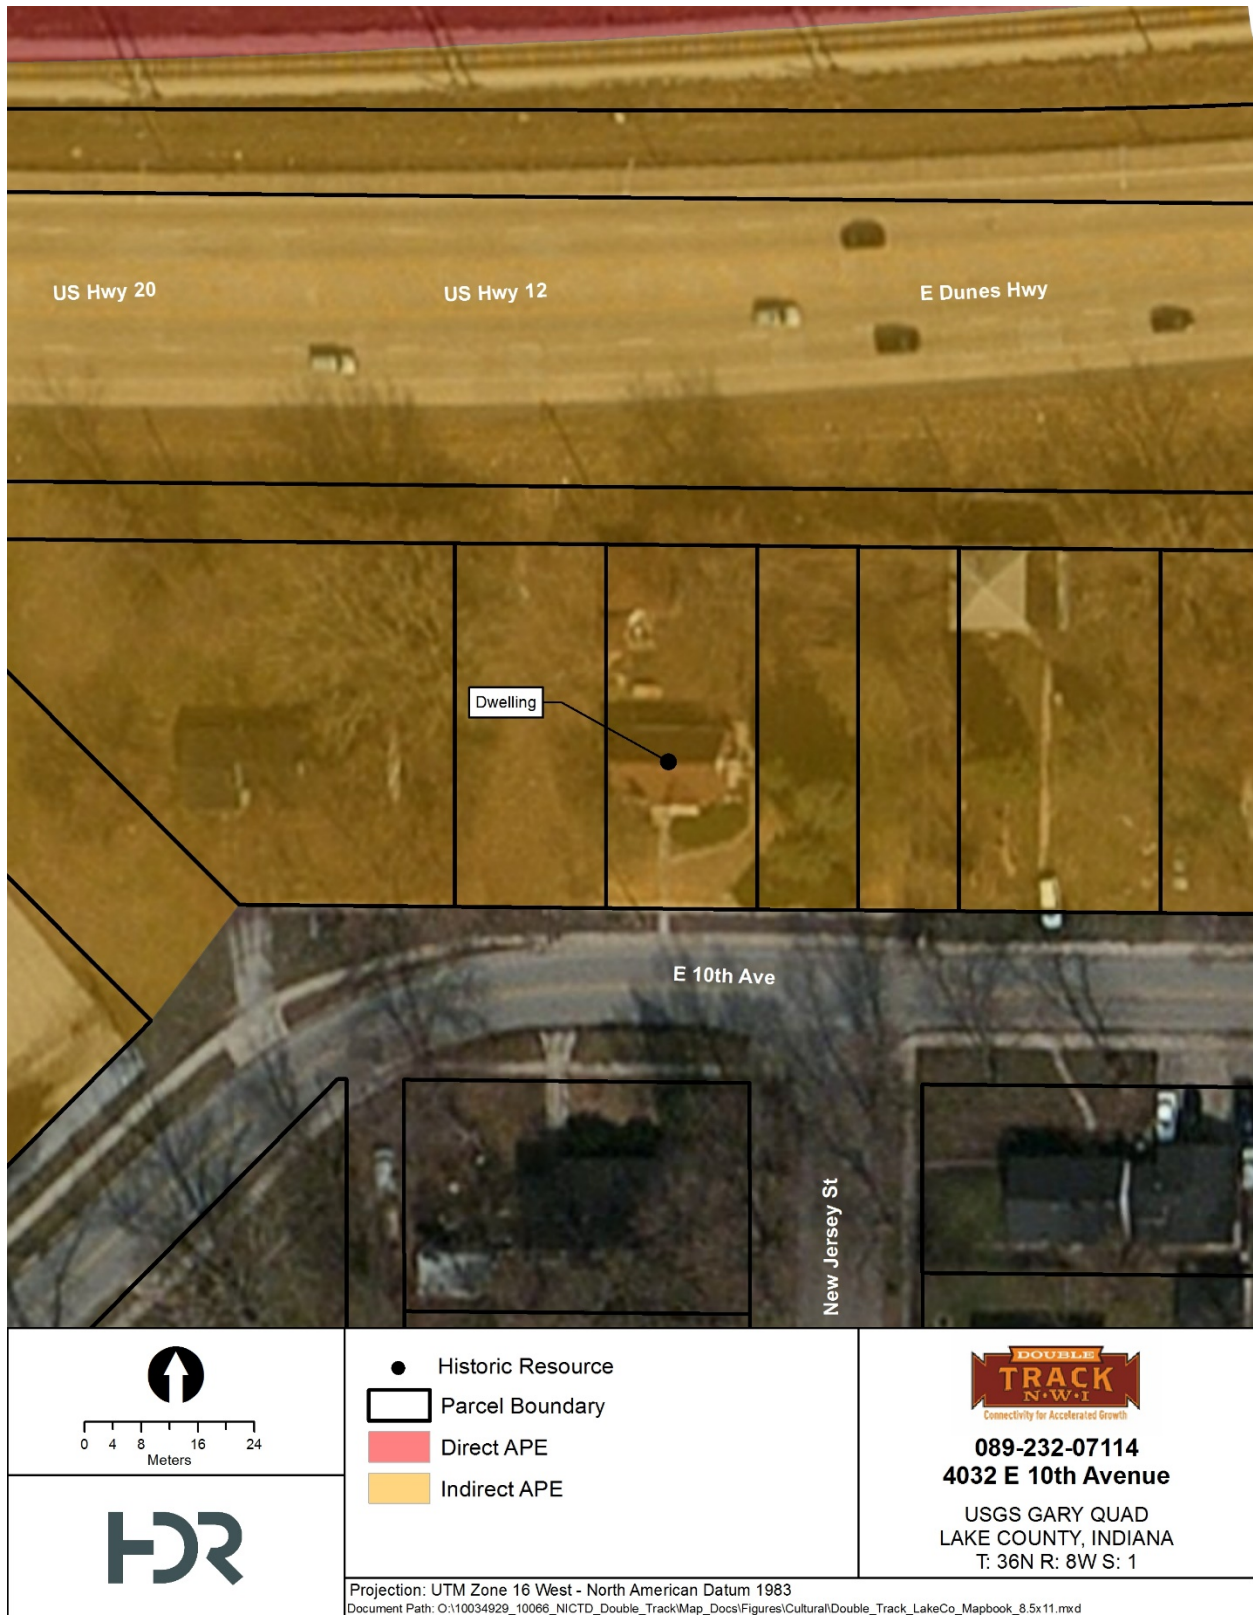 US Hwy 20
US Hwy 12
E Dunes Hwy
Dwelling
E 10th Ave
New Jersey St
0 4 8 16 24
Meters
HDR
Historic Resource
Parcel Boundary
Direct APE
Indirect APE
DOUBLE
TRACK
N·W·I
Connectivity for Accelerated Growth
089-232-07114
4032 E 10th Avenue
USGS GARY QUAD
LAKE COUNTY, INDIANA
T: 36N R: 8W S: 1
Projection: UTM Zone 16 West - North American Datum 1983
Document Path: O:\10034929_10066_NICTD_Double_Track\Map_Docs\Figures\Cultural\Double_Track_LakeCo_Mapbook_8.5x11.mxd